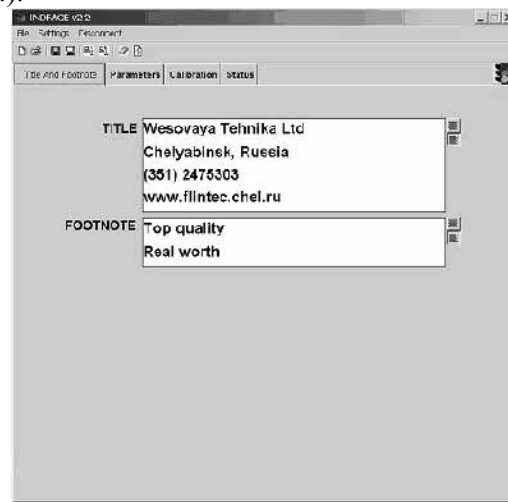 ).
INDFACE v2.2
File Settings Disconnect
Title And Footnote Parameters Calibration Status
TITLE Wesovaya Tehnika Ltd
Chelyabinsk, Russia
(351) 2475303
www.flintec.chel.ru
FOOTNOTE Top quality
Real worth